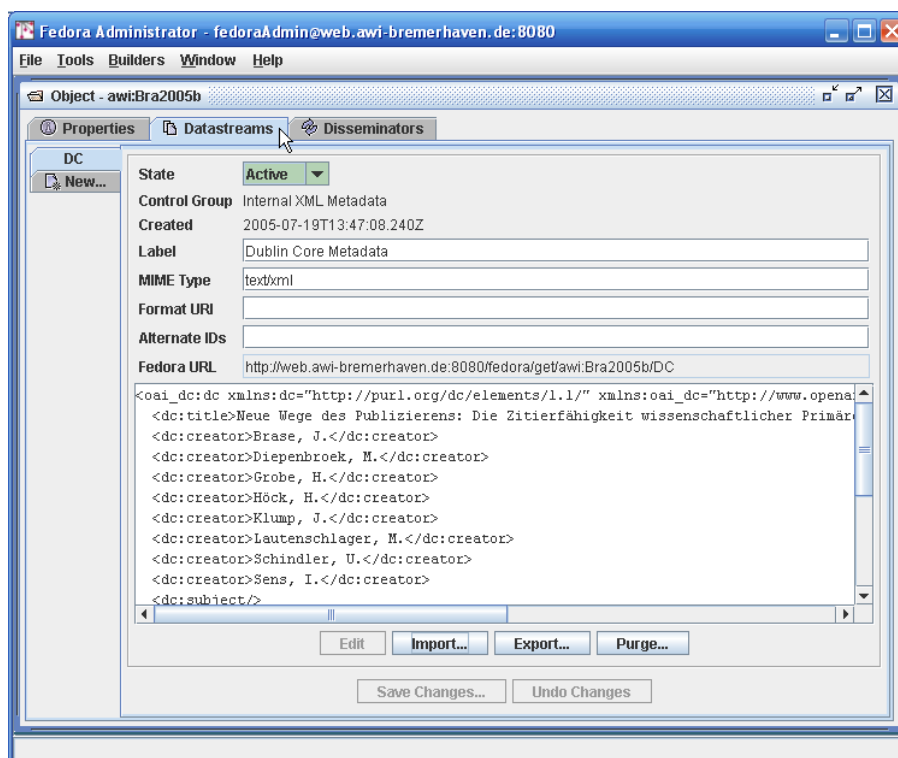 Fedora Administrator - fedoraAdmin@web.awi-bremerhaven.de:8080
File Tools Builders Window Help
Object - awi:Bra2005b
Properties Datastreams Disseminators
DC
New...
State Active
Control Group Internal XML Metadata
Created 2005-07-19T13:47:08.240Z
Label Dublin Core Metadata
MIME Type text/xml
Format URI
Alternate IDs
Fedora URL http://web.awi-bremerhaven.de:8080/fedora/get/awi:Bra2005b/DC
<oai_dc:dc xmlns:dc="http://purl.org/dc/elements/1.1/" xmlns:oai_dc="http://www.opena
<dc:title>Neue Wege des Publizierens: Die Zitierfähigkeit wissenschaftlicher Primär
<dc:creator>Brase, J.</dc:creator>
<dc:creator>Diepenbroek, M.</dc:creator>
<dc:creator>Grobe, H.</dc:creator>
<dc:creator>Höck, H.</dc:creator>
<dc:creator>Klump, J.</dc:creator>
<dc:creator>Lautenschlager, M.</dc:creator>
<dc:creator>Schindler, U.</dc:creator>
<dc:creator>Sens, I.</dc:creator>
<dc:subject/>
Edit Import... Export... Purge...
Save Changes... Undo Changes